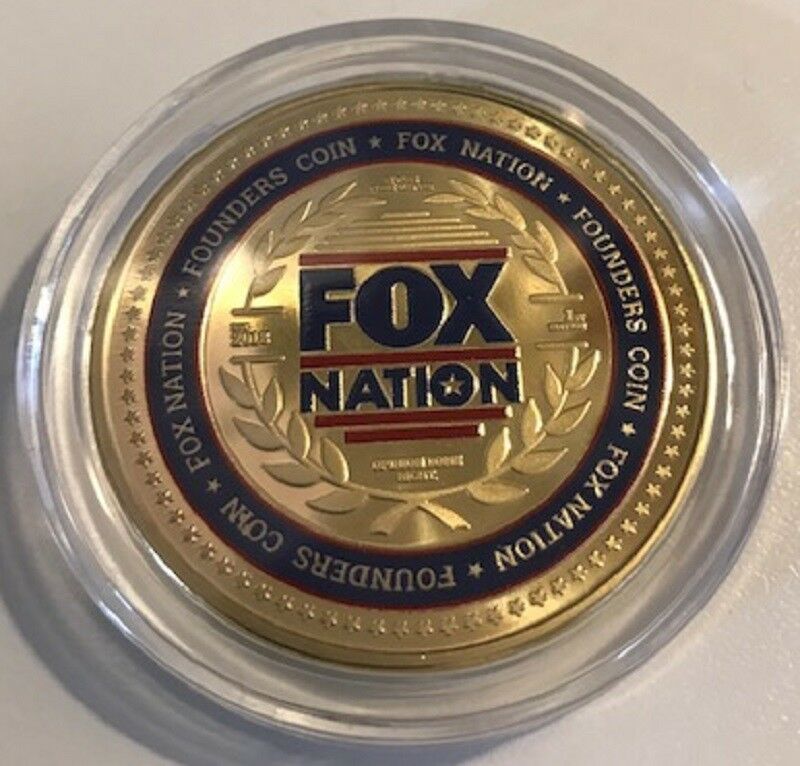 FOX NATION ★ FOUNDERS COIN ★ FOX NATION ★ FOUNDERS COIN ★ FOX NATION ★ FOUNDERS COIN ★
FOX
NATION